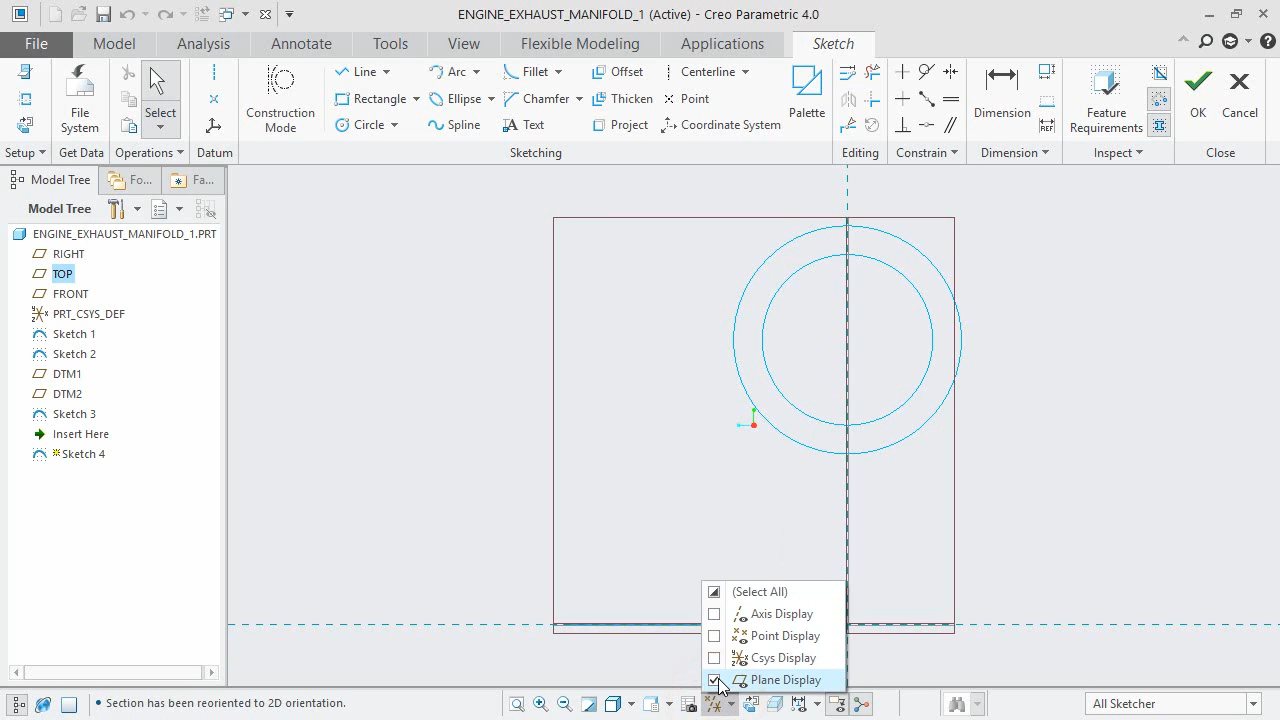 ENGINE_EXHAUST_MANIFOLD_1 (Active) - Creo Parametric 4.0
File Model Analysis Annotate Tools View Flexible Modeling Applications Sketch
Line Arc Fillet Offset Centerline
Rectangle Ellipse Chamfer Thicken Point
Circle Spline Text Project Coordinate System
File System
Select
Construction Mode
Palette
Dimension
Feature Requirements
OK
Cancel
Setup Get Data Operations Datum Sketching Editing Constrain Dimension Inspect Close
Model Tree Fo... Fa...
Model Tree
ENGINE_EXHAUST_MANIFOLD_1.PRT
RIGHT
TOP
FRONT
PRT_CSYS_DEF
Sketch 1
Sketch 2
DTM1
DTM2
Sketch 3
Insert Here
Sketch 4
(Select All)
Axis Display
Point Display
Csys Display
Plane Display
• Section has been reoriented to 2D orientation.
All Sketcher